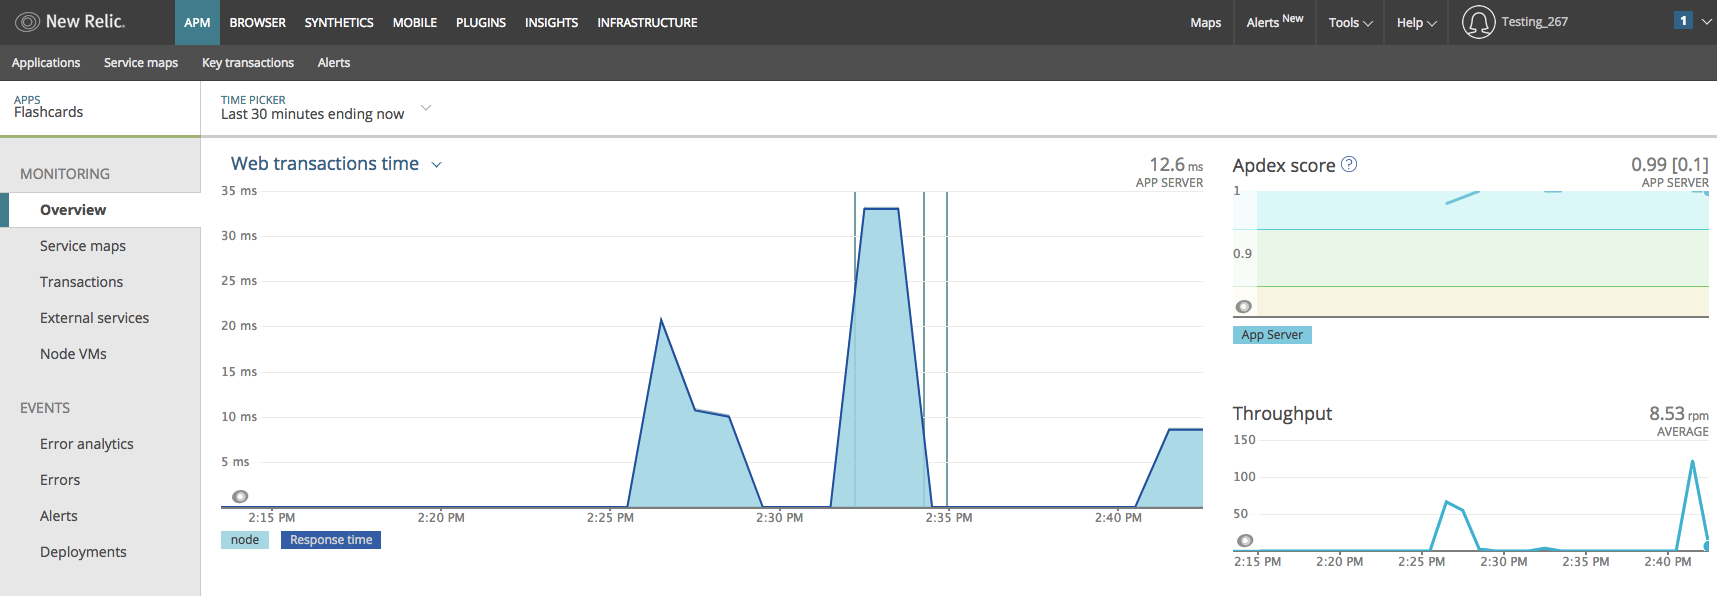 New Relic. APM BROWSER SYNTHETICS MOBILE PLUGINS INSIGHTS INFRASTRUCTURE Maps Alerts New Tools Help Testing_267 1
Applications Service maps Key transactions Alerts
APPS
Flashcards
TIME PICKER
Last 30 minutes ending now
MONITORING
Overview
Service maps
Transactions
External services
Node VMs
EVENTS
Error analytics
Errors
Alerts
Deployments
Web transactions time
12.6 ms
APP SERVER
35 ms
30 ms
25 ms
20 ms
15 ms
10 ms
5 ms
2:15 PM 2:20 PM 2:25 PM 2:30 PM 2:35 PM 2:40 PM
node Response time
Apdex score ?
0.99 [0.1]
APP SERVER
1
0.9
App Server
Throughput
8.53 rpm
AVERAGE
150
100
50
2:15 PM 2:20 PM 2:25 PM 2:30 PM 2:35 PM 2:40 PM